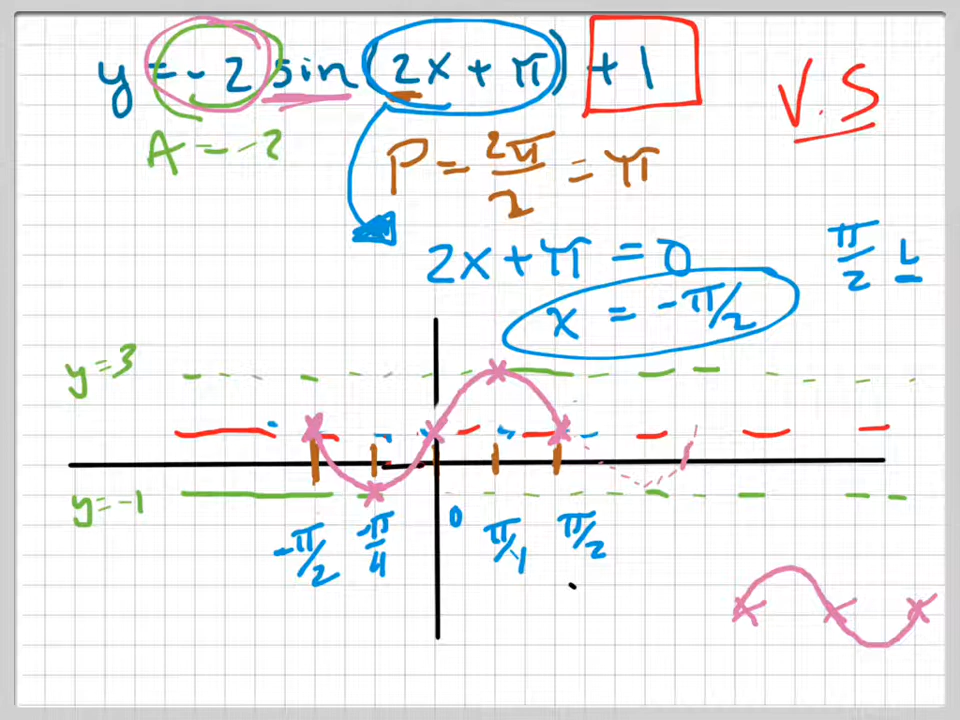 y = -2 sin (2x + π) + 1
V.S
A = -2
P = 2π/2 = π
2x + π = 0
π/2 L
x = -π/2
y = 3
y = -1
-π/2 -π/4 0 π/4 π/2